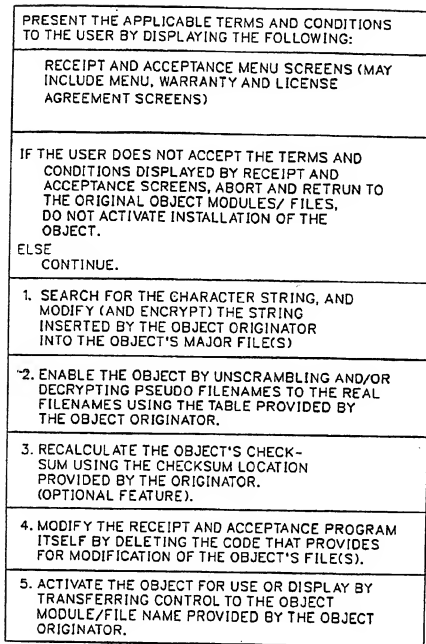 PRESENT THE APPLICABLE TERMS AND CONDITIONS
TO THE USER BY DISPLAYING THE FOLLOWING:
RECEIPT AND ACCEPTANCE MENU SCREENS (MAY
INCLUDE MENU, WARRANTY AND LICENSE
AGREEMENT SCREENS)
IF THE USER DOES NOT ACCEPT THE TERMS AND
CONDITIONS DISPLAYED BY RECEIPT AND
ACCEPTANCE SCREENS, ABORT AND RETRUN TO
THE ORIGINAL OBJECT MODULES/ FILES,
DO NOT ACTIVATE INSTALLATION OF THE
OBJECT.
ELSE
CONTINUE.
1. SEARCH FOR THE CHARACTER STRING, AND
MODIFY (AND ENCRYPT) THE STRING
INSERTED BY THE OBJECT ORIGINATOR
INTO THE OBJECT'S MAJOR FILE(S)
2. ENABLE THE OBJECT BY UNSCRAMBLING AND/OR
DECRYPTING PSEUDO FILENAMES TO THE REAL
FILENAMES USING THE TABLE PROVIDED BY
THE OBJECT ORIGINATOR.
3. RECALCULATE THE OBJECT'S CHECK-
SUM USING THE CHECKSUM LOCATION
PROVIDED BY THE ORIGINATOR.
(OPTIONAL FEATURE).
4. MODIFY THE RECEIPT AND ACCEPTANCE PROGRAM
ITSELF BY DELETING THE CODE THAT PROVIDES
FOR MODIFICATION OF THE OBJECT'S FILE(S).
5. ACTIVATE THE OBJECT FOR USE OR DISPLAY BY
TRANSFERRING CONTROL TO THE OBJECT
MODULE/FILE NAME PROVIDED BY THE OBJECT
ORIGINATOR.